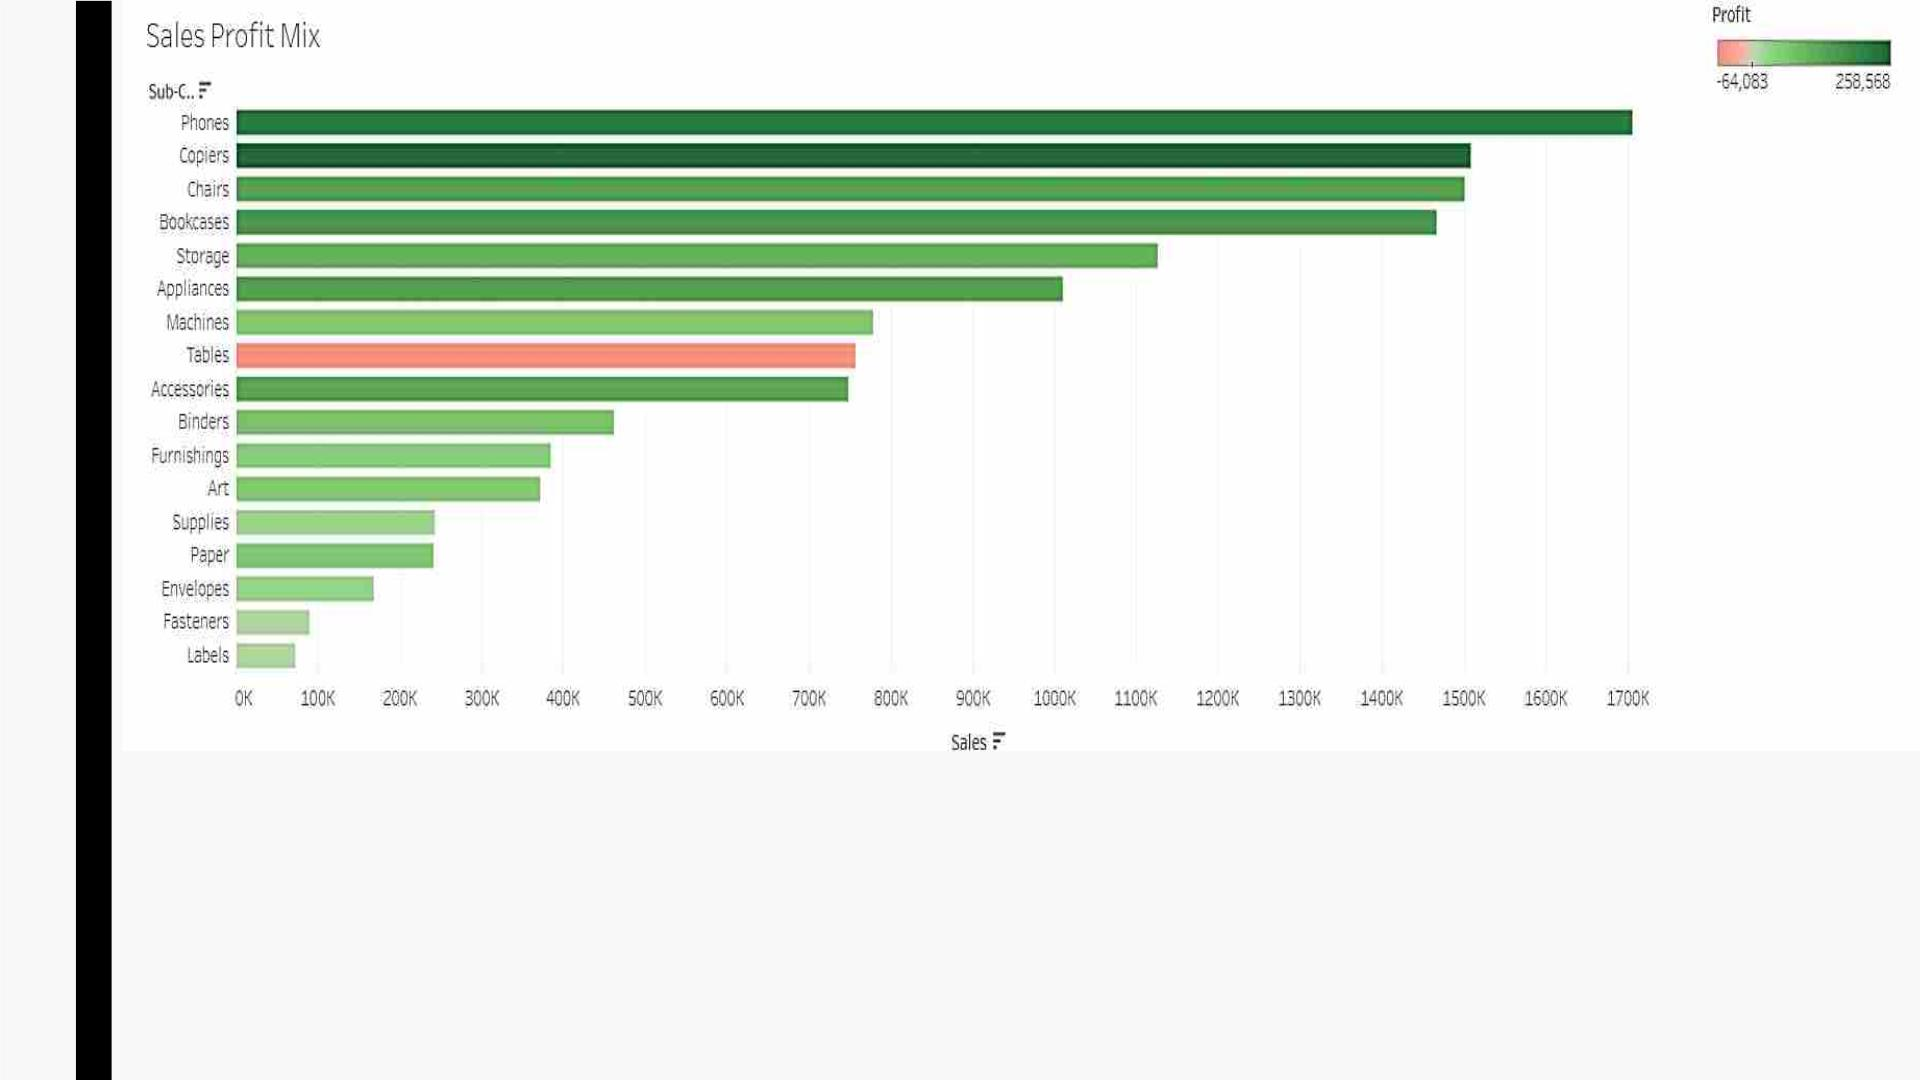 Sales Profit Mix
Profit
-64,083 258,568
Sub-C..
Phones
Copiers
Chairs
Bookcases
Storage
Appliances
Machines
Tables
Accessories
Binders
Furnishings
Art
Supplies
Paper
Envelopes
Fasteners
Labels
0K 100K 200K 300K 400K 500K 600K 700K 800K 900K 1000K 1100K 1200K 1300K 1400K 1500K 1600K 1700K
Sales